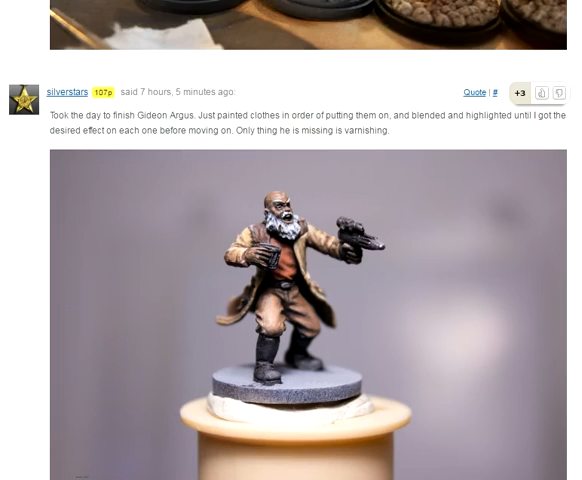 silverstars 107p said 7 hours, 5 minutes ago: Quote | # +3
Took the day to finish Gideon Argus. Just painted clothes in order of putting them on, and blended and highlighted until I got the
desired effect on each one before moving on. Only thing he is missing is varnishing.